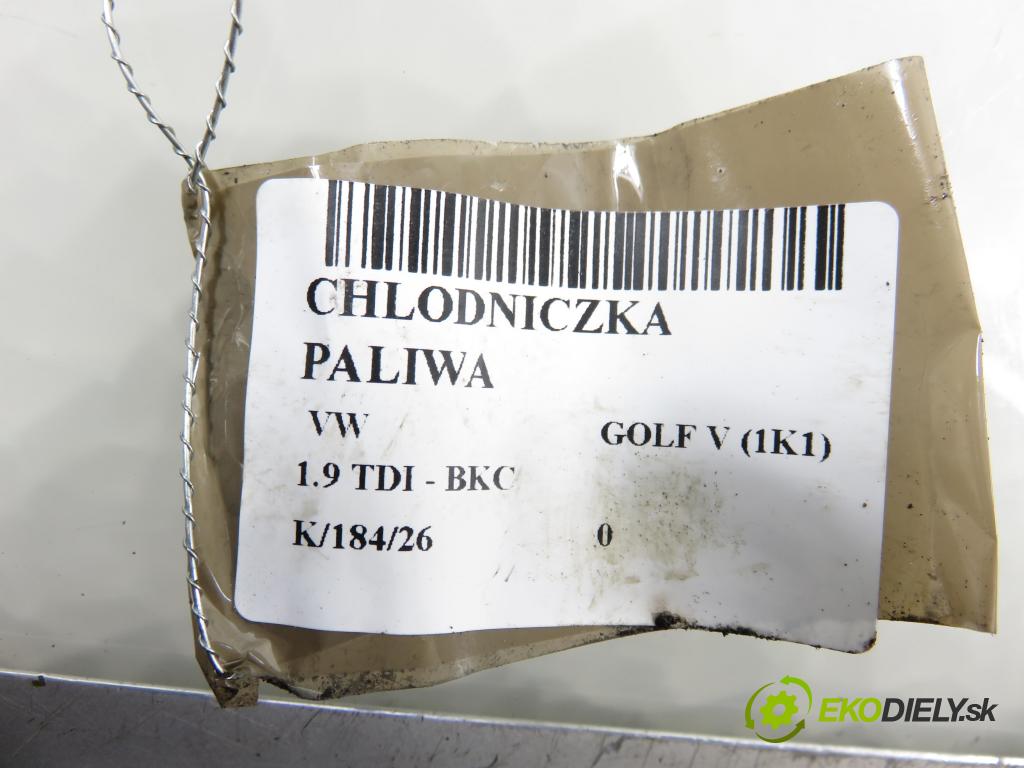 CHLODNICZKA
PALIWA
VW GOLF V (1K1)
1.9 TDI - BKC
K/184/26 0
EKODIELY.sk